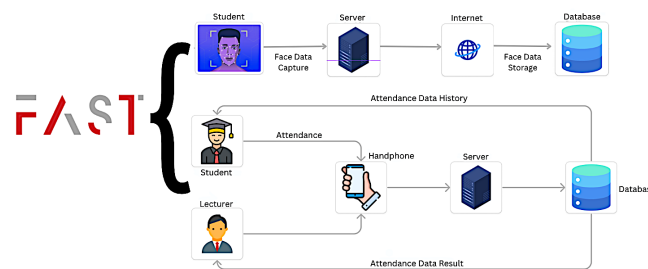 Student
Server
Internet
Database
Face Data
Capture
Face Data
Storage
FAST
Attendance Data History
Attendance
Student
Handphone
Server
Database
Lecturer
Attendance Data Result